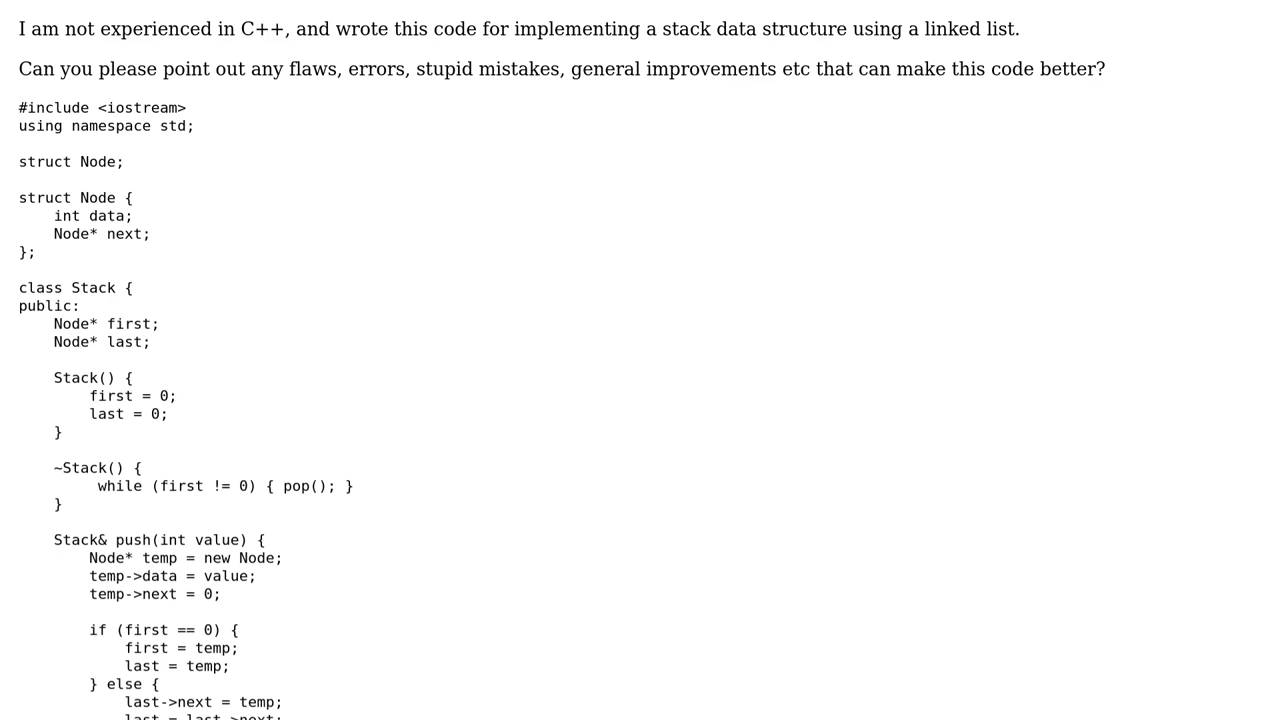 I am not experienced in C++, and wrote this code for implementing a stack data structure using a linked list.
Can you please point out any flaws, errors, stupid mistakes, general improvements etc that can make this code better?
#include <iostream>
using namespace std;
struct Node;
struct Node {
    int data;
    Node* next;
};
class Stack {
public:
    Node* first;
    Node* last;
    Stack() {
        first = 0;
        last = 0;
    }
    ~Stack() {
         while (first != 0) { pop(); }
    }
    Stack& push(int value) {
        Node* temp = new Node;
        temp->data = value;
        temp->next = 0;
        if (first == 0) {
            first = temp;
            last = temp;
        } else {
            last->next = temp;
            last = last->next;